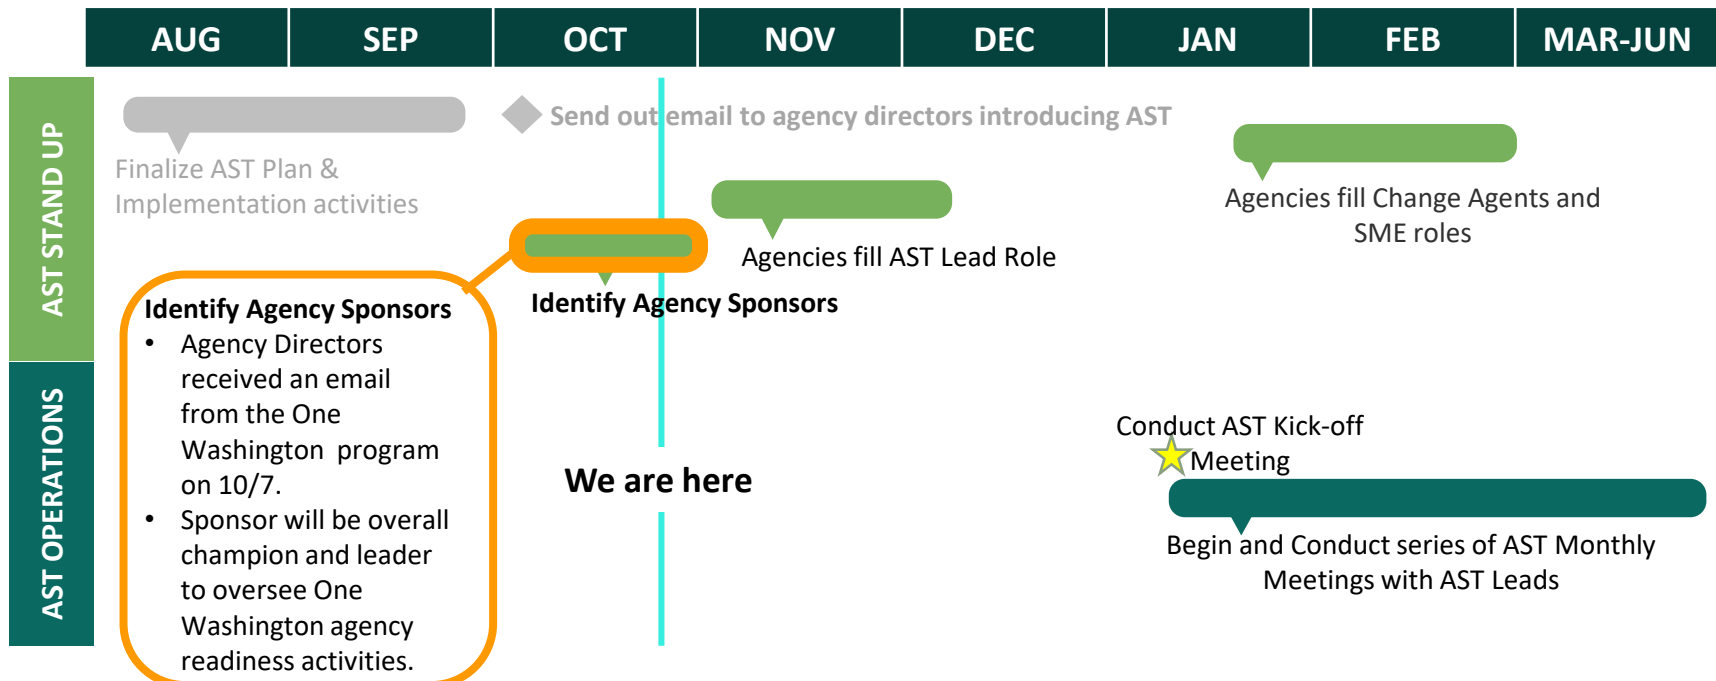 AUG
SEP
OCT
NOV
DEC
JAN
FEB
MAR-JUN
AST STAND UP
Send out email to agency directors introducing AST
Finalize AST Plan &
Implementation activities
Agencies fill Change Agents and
SME roles
Agencies fill AST Lead Role
Identify Agency Sponsors
Identify Agency Sponsors
• Agency Directors
received an email
from the One
Washington program
on 10/7.
• Sponsor will be overall
champion and leader
to oversee One
Washington agency
readiness activities.
AST OPERATIONS
We are here
Conduct AST Kick-off
Meeting
Begin and Conduct series of AST Monthly
Meetings with AST Leads